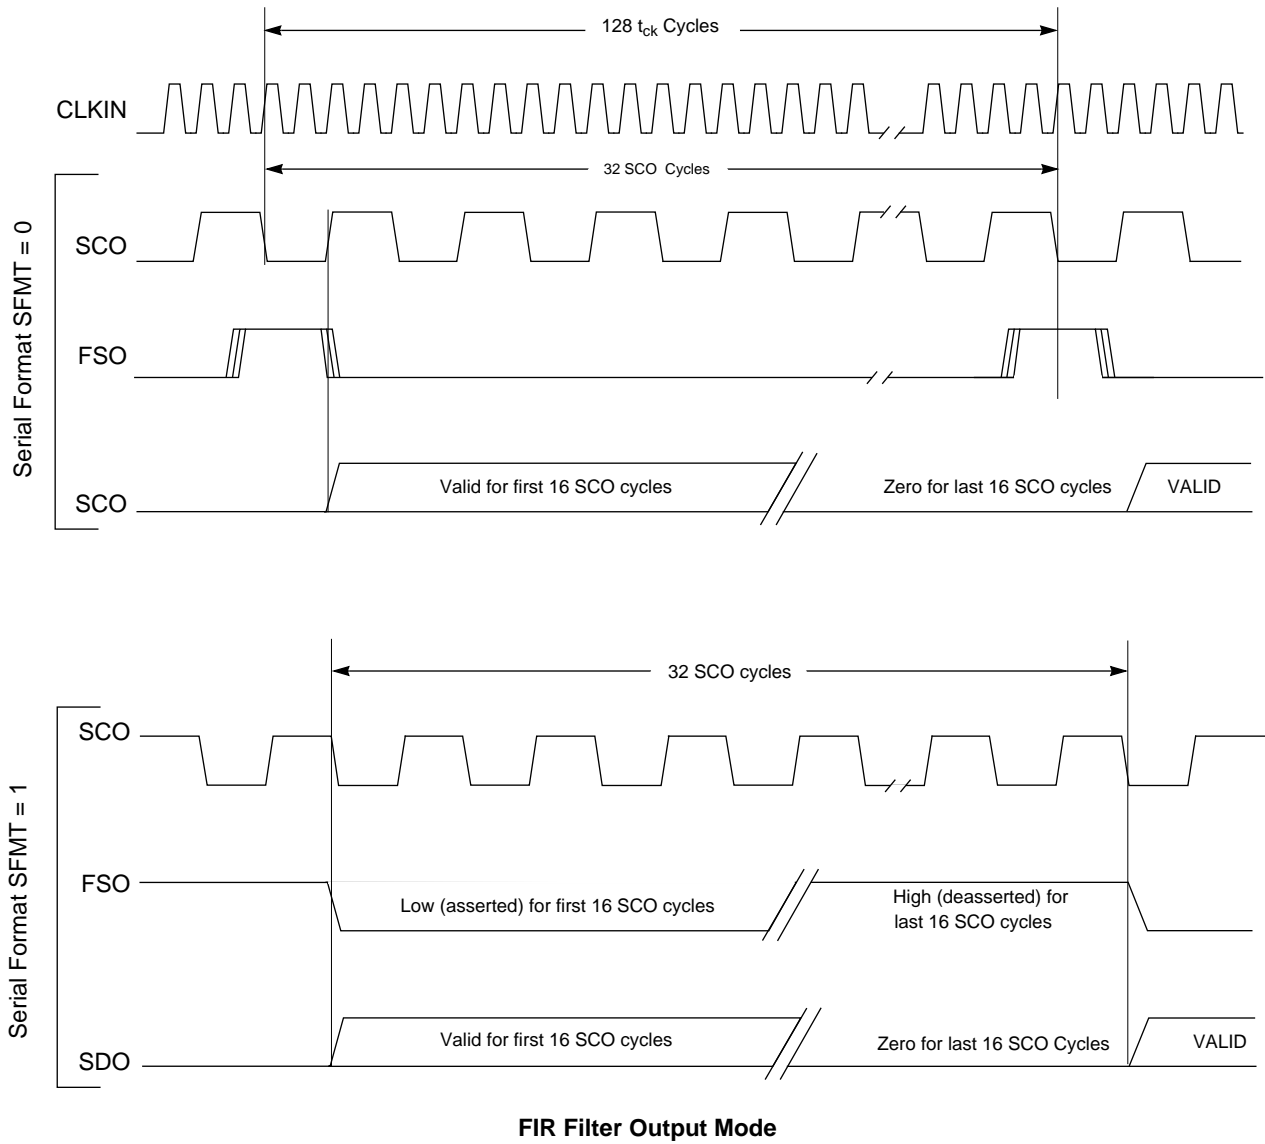 128 tck Cycles
CLKIN
32 SCO Cycles
Serial Format SFMT = 0
SCO
FSO
SCO
Valid for first 16 SCO cycles
Zero for last 16 SCO cycles
VALID
32 SCO cycles
Serial Format SFMT = 1
SCO
FSO
Low (asserted) for first 16 SCO cycles
High (deasserted) for
last 16 SCO cycles
SDO
Valid for first 16 SCO cycles
Zero for last 16 SCO Cycles
VALID
FIR Filter Output Mode